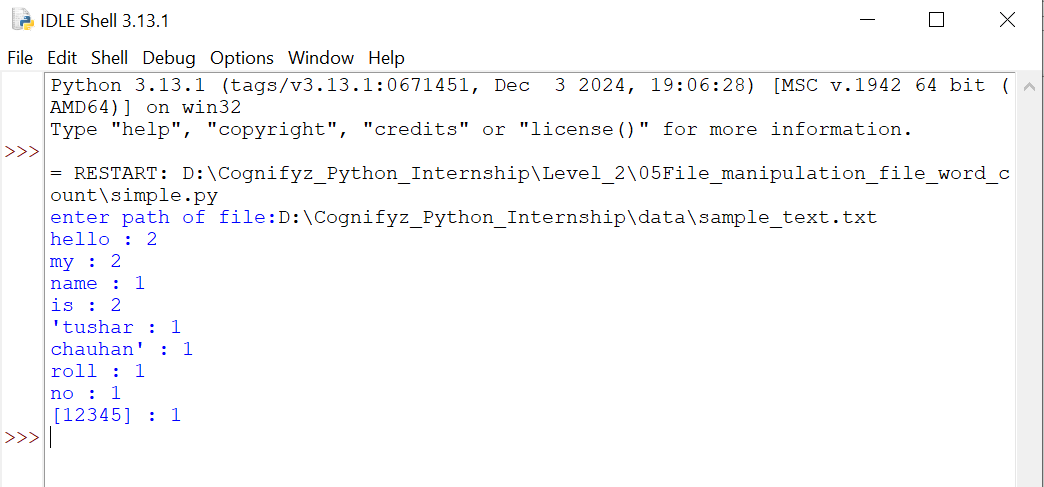 IDLE Shell 3.13.1
File Edit Shell Debug Options Window Help
Python 3.13.1 (tags/v3.13.1:0671451, Dec  3 2024, 19:06:28) [MSC v.1942 64 bit (
AMD64)] on win32
Type "help", "copyright", "credits" or "license()" for more information.
>>>
= RESTART: D:\Cognifyz_Python_Internship\Level_2\05File_manipulation_file_word_c
ount\simple.py
enter path of file:D:\Cognifyz_Python_Internship\data\sample_text.txt
hello : 2
my : 2
name : 1
is : 2
'tushar : 1
chauhan' : 1
roll : 1
no : 1
[12345] : 1
>>>